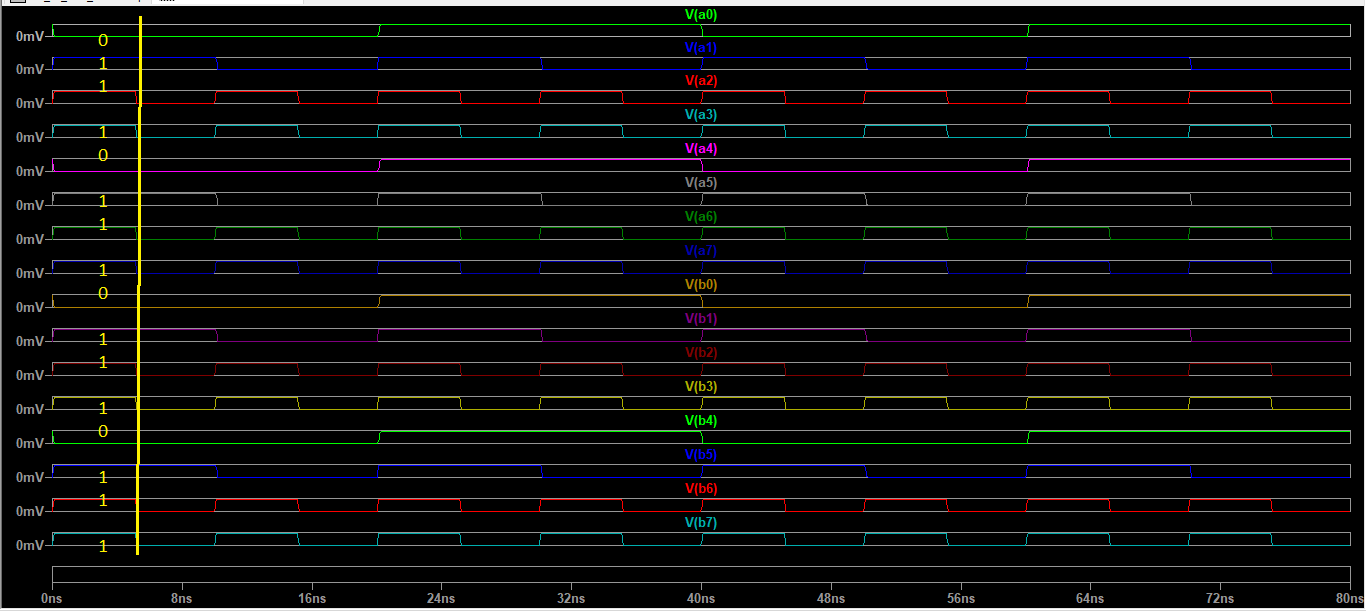 V(a0)
0mV
0
V(a1)
0mV
1
V(a2)
1
0mV
V(a3)
1
0mV
V(a4)
0
0mV
V(a5)
1
0mV
V(a6)
1
0mV
V(a7)
1
0mV
V(b0)
0
0mV
V(b1)
1
0mV
V(b2)
1
0mV
V(b3)
1
0mV
V(b4)
0
0mV
V(b5)
1
0mV
V(b6)
1
0mV
V(b7)
1
0mV
0ns 8ns 16ns 24ns 32ns 40ns 48ns 56ns 64ns 72ns 80ns